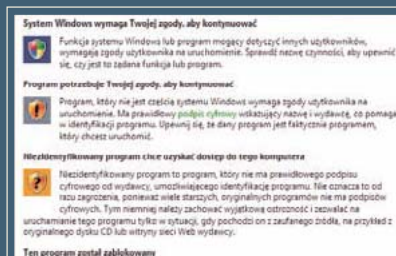 System Windows wymaga Twojej zgody, aby kontynuować
Funkcja systemu Windows lub program mogący dotyczyć innych użytkowników,
wymagają zgody użytkownika na uruchomienie. Sprawdź nazwę czynności, aby upewnić
się, czy jest to żądana funkcja lub program.
Program potrzebuje Twojej zgody, aby kontynuować
Program, który nie jest częścią systemu Windows wymaga zgody użytkownika na
uruchomienie. Ma prawidłowy podpis cyfrowy wskazujący nazwę i wydawcę, co pomaga
w identyfikacji programu. Upewnij się, że dany program jest faktycznie programem,
który chcesz uruchomić.
Niezidentyfikowany program chce uzyskać dostęp do tego komputera
Niezidentyfikowany program to program, który nie ma prawidłowego podpisu
cyfrowego od wydawcy, umożliwiającego identyfikację programu. Nie oznacza to od
razu zagrożenia, ponieważ wiele starszych, oryginalnych programów nie ma podpisów
cyfrowych. Tym niemniej należy zachować wyjątkową ostrożność i zezwalać na
uruchamianie tego programu tylko w sytuacji, gdy pochodzi on z zaufanego źródła, na przykład z
oryginalnego dysku CD lub witryny sieci Web wydawcy.
Ten program został zablokowany